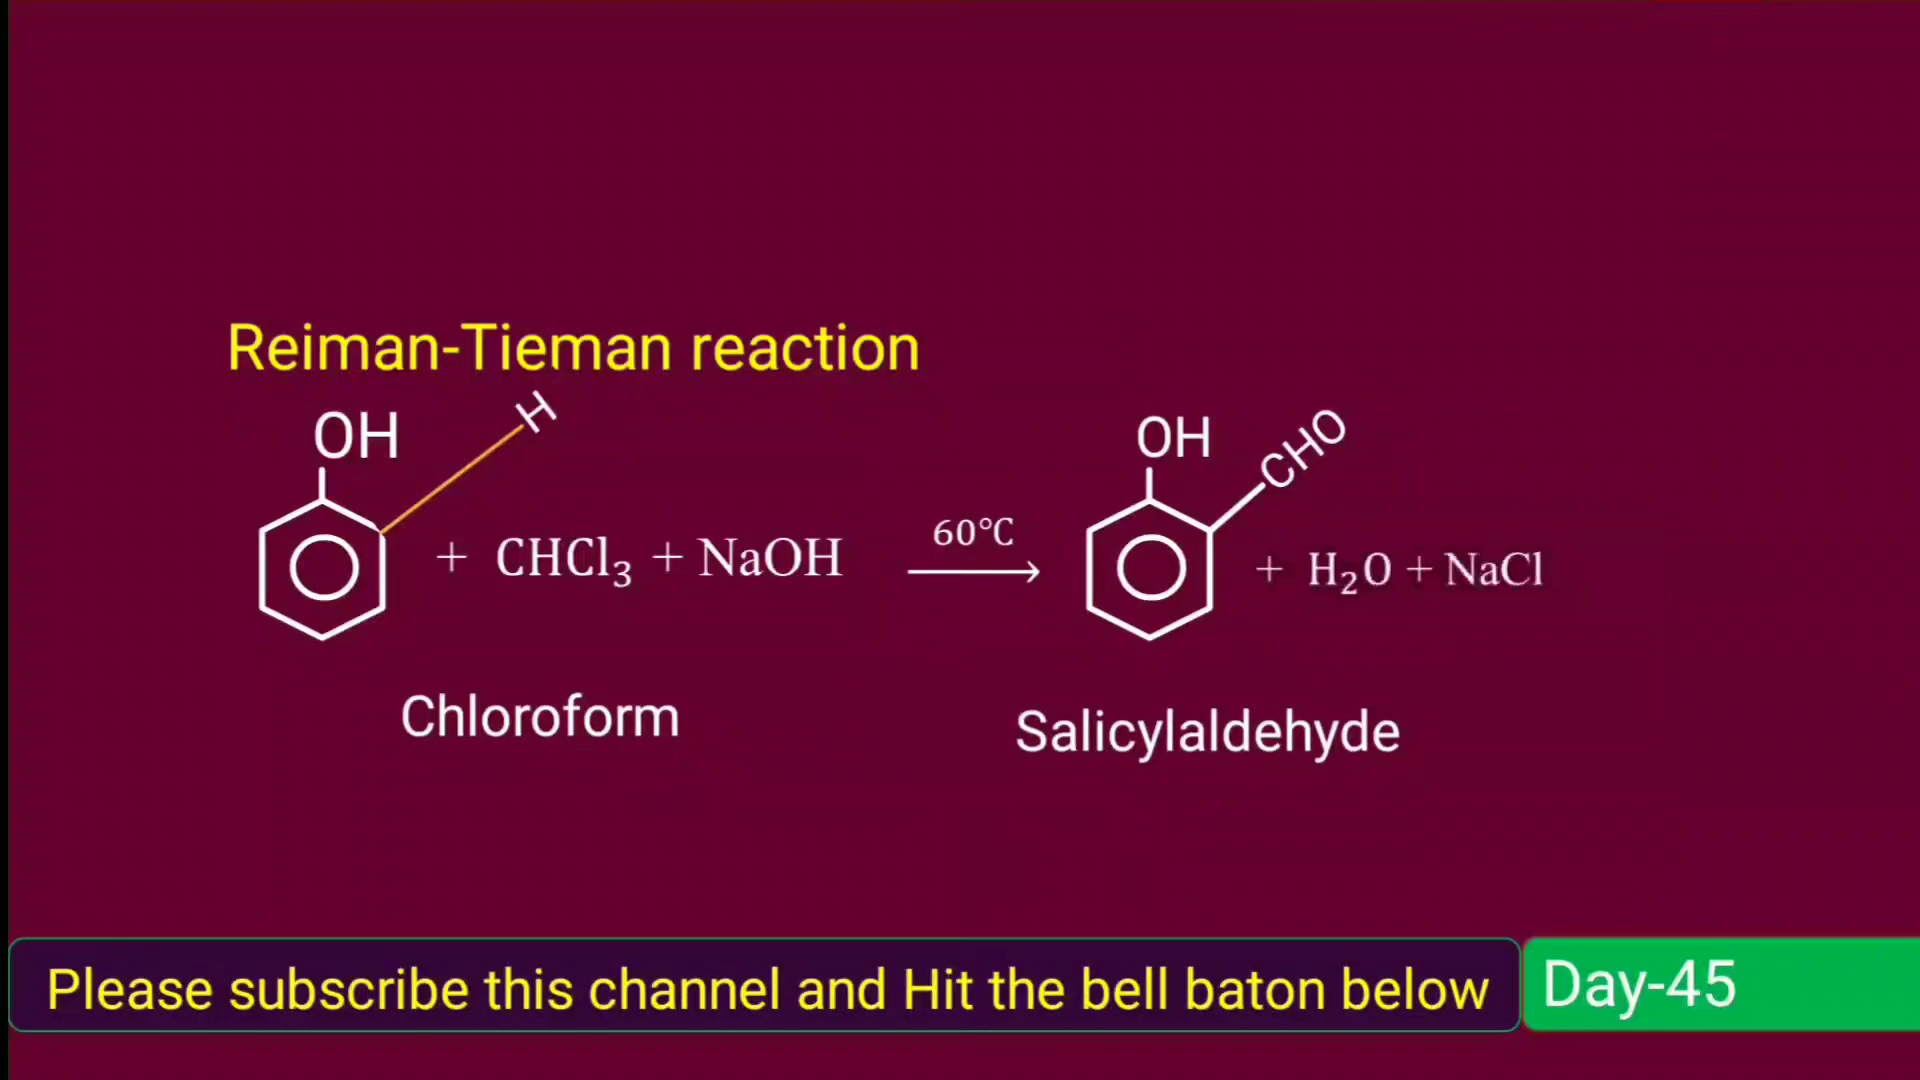 Reiman-Tieman reaction
OH H
+ CHCl₃ + NaOH
60°C
OH CHO
+ H₂O + NaCl
Chloroform
Salicylaldehyde
Please subscribe this channel and Hit the bell baton below
Day-45